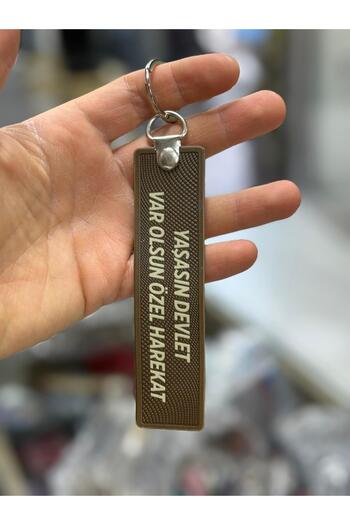 YAŞASIN DEVLET
VAR OLSUN ÖZEL HAREKAT